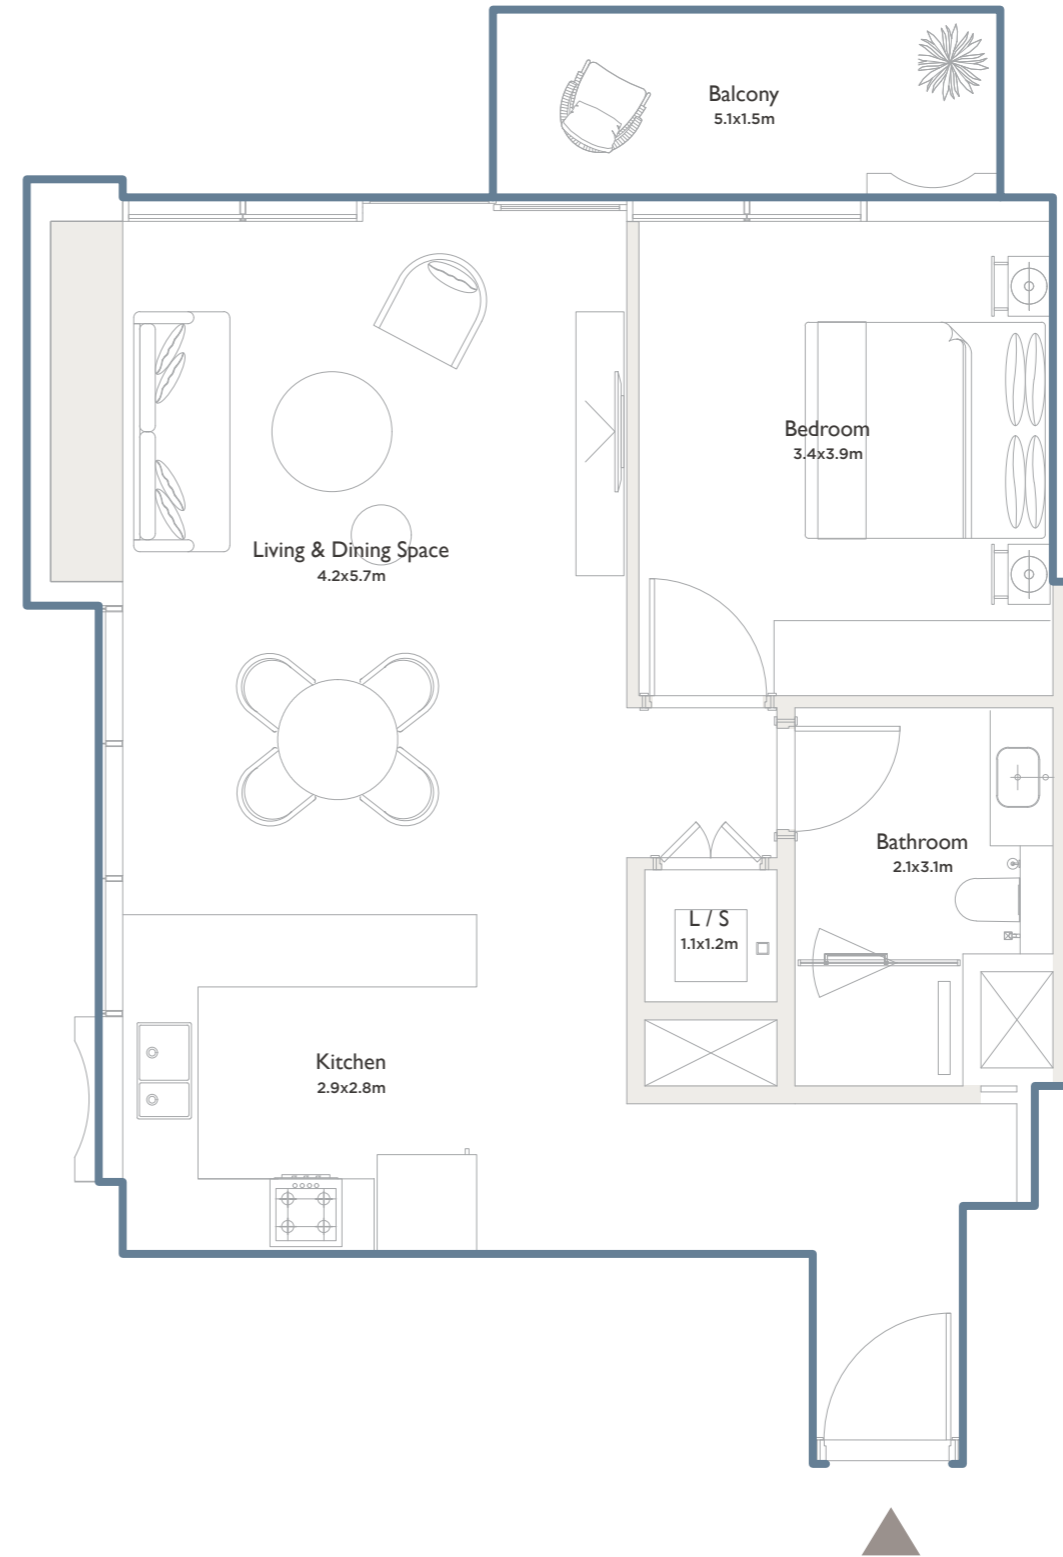 Balcony
5.1x1.5m
Bedroom
3.4x3.9m
Living & Dining Space
4.2x5.7m
Bathroom
2.1x3.1m
L / S
1.1x1.2m
Kitchen
2.9x2.8m